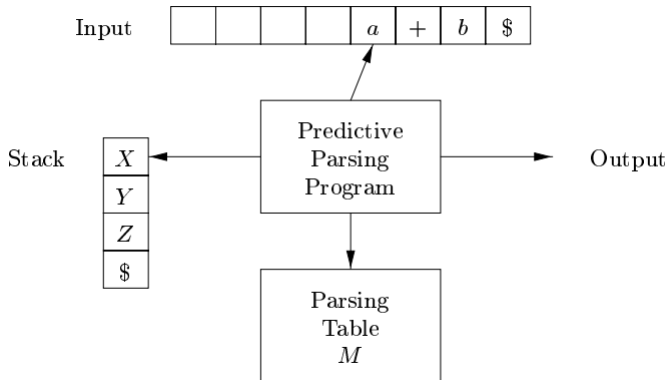 Input a + b $
Predictive
Parsing
Program
Stack
X
Y
Z
$
Output
Parsing
Table
M